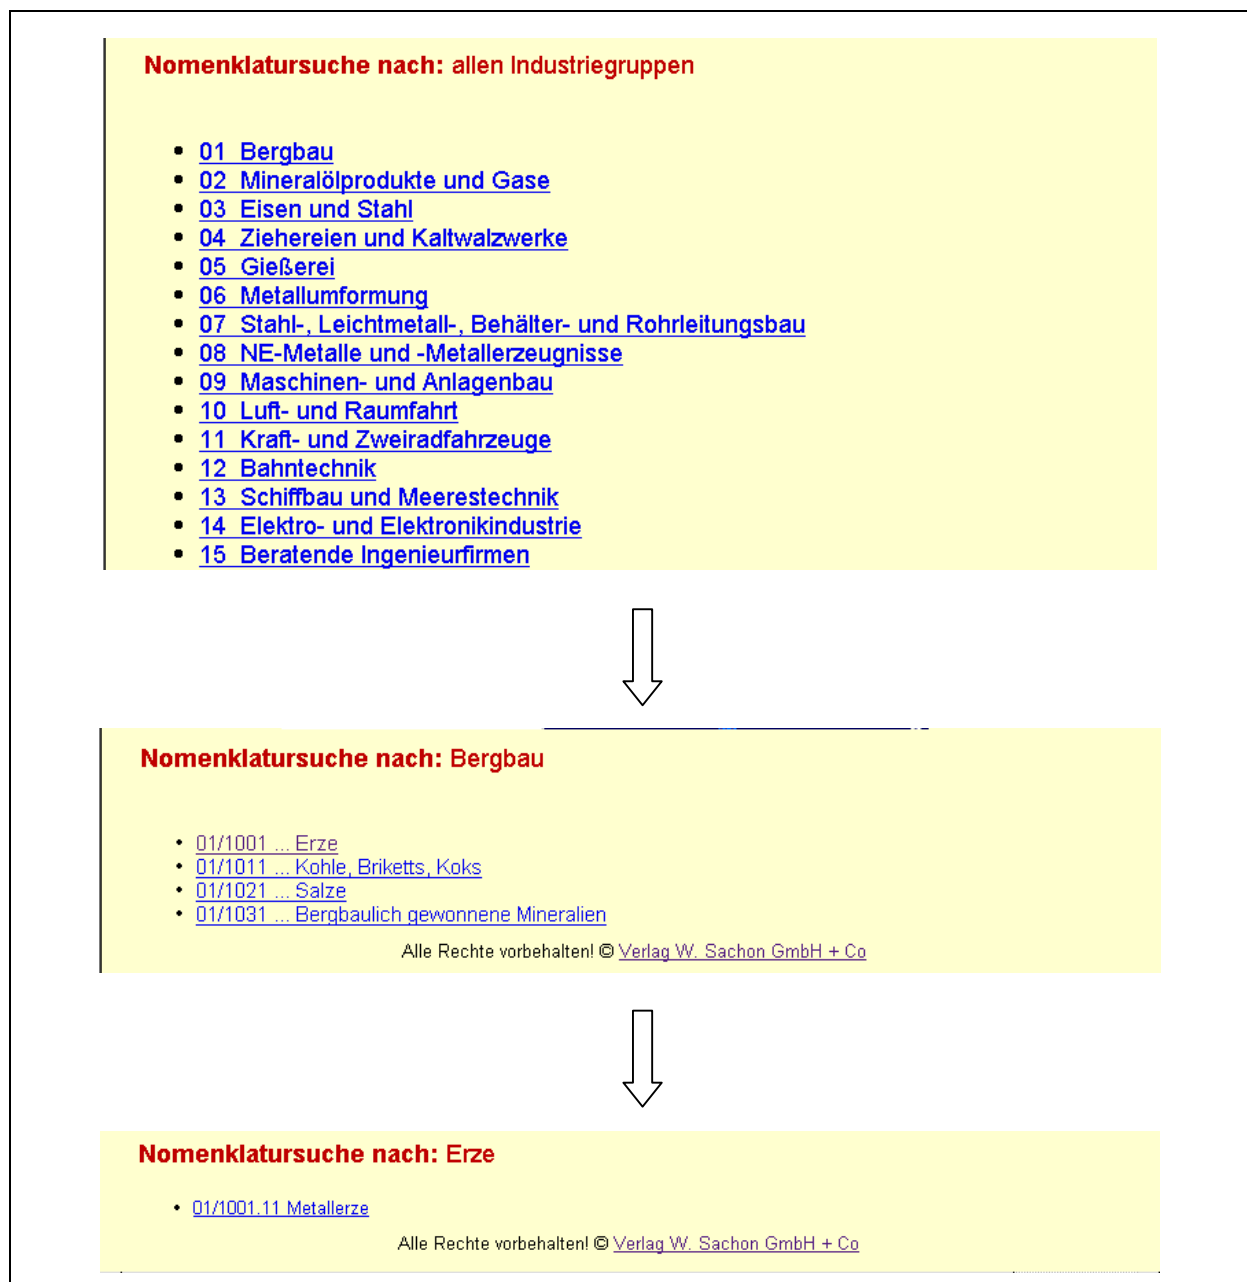 Nomenklatursuche nach: allen Industriegruppen
• 01 Bergbau
• 02 Mineralölprodukte und Gase
• 03 Eisen und Stahl
• 04 Ziehereien und Kaltwalzwerke
• 05 Gießerei
• 06 Metallumformung
• 07 Stahl-, Leichtmetall-, Behälter- und Rohrleitungsbau
• 08 NE-Metalle und -Metallerzeugnisse
• 09 Maschinen- und Anlagenbau
• 10 Luft- und Raumfahrt
• 11 Kraft- und Zweiradfahrzeuge
• 12 Bahntechnik
• 13 Schiffbau und Meerestechnik
• 14 Elektro- und Elektronikindustrie
• 15 Beratende Ingenieurfirmen
Nomenklatursuche nach: Bergbau
• 01/1001 ... Erze
• 01/1011 ... Kohle, Briketts, Koks
• 01/1021 ... Salze
• 01/1031 ... Bergbaulich gewonnene Mineralien
Alle Rechte vorbehalten! © Verlag W. Sachon GmbH + Co
Nomenklatursuche nach: Erze
• 01/1001.11 Metallerze
Alle Rechte vorbehalten! © Verlag W. Sachon GmbH + Co